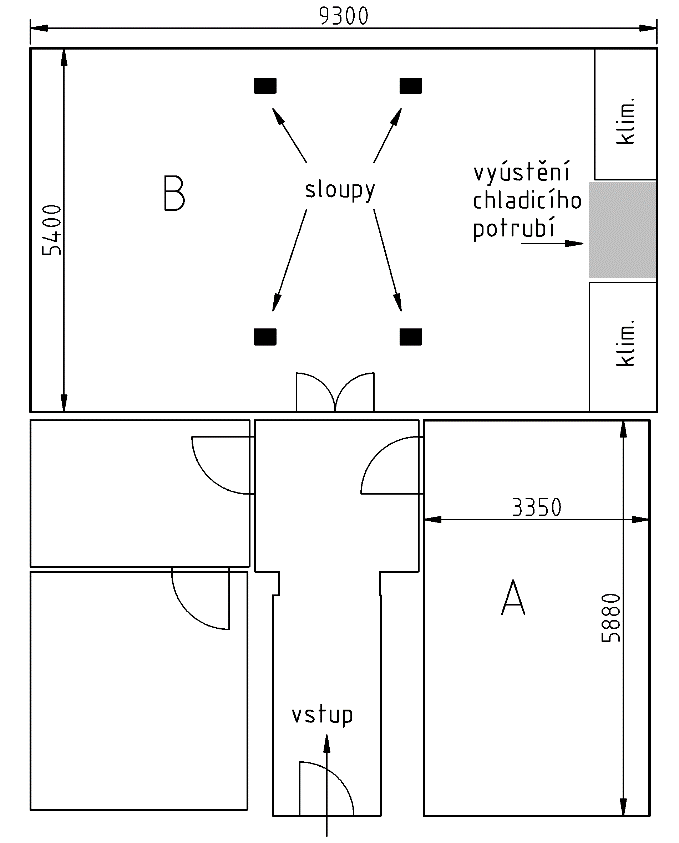 9300
klim.
vyústění
chladicího
potrubí
B
sloupy
5400
klim.
3350
A
5880
vstup